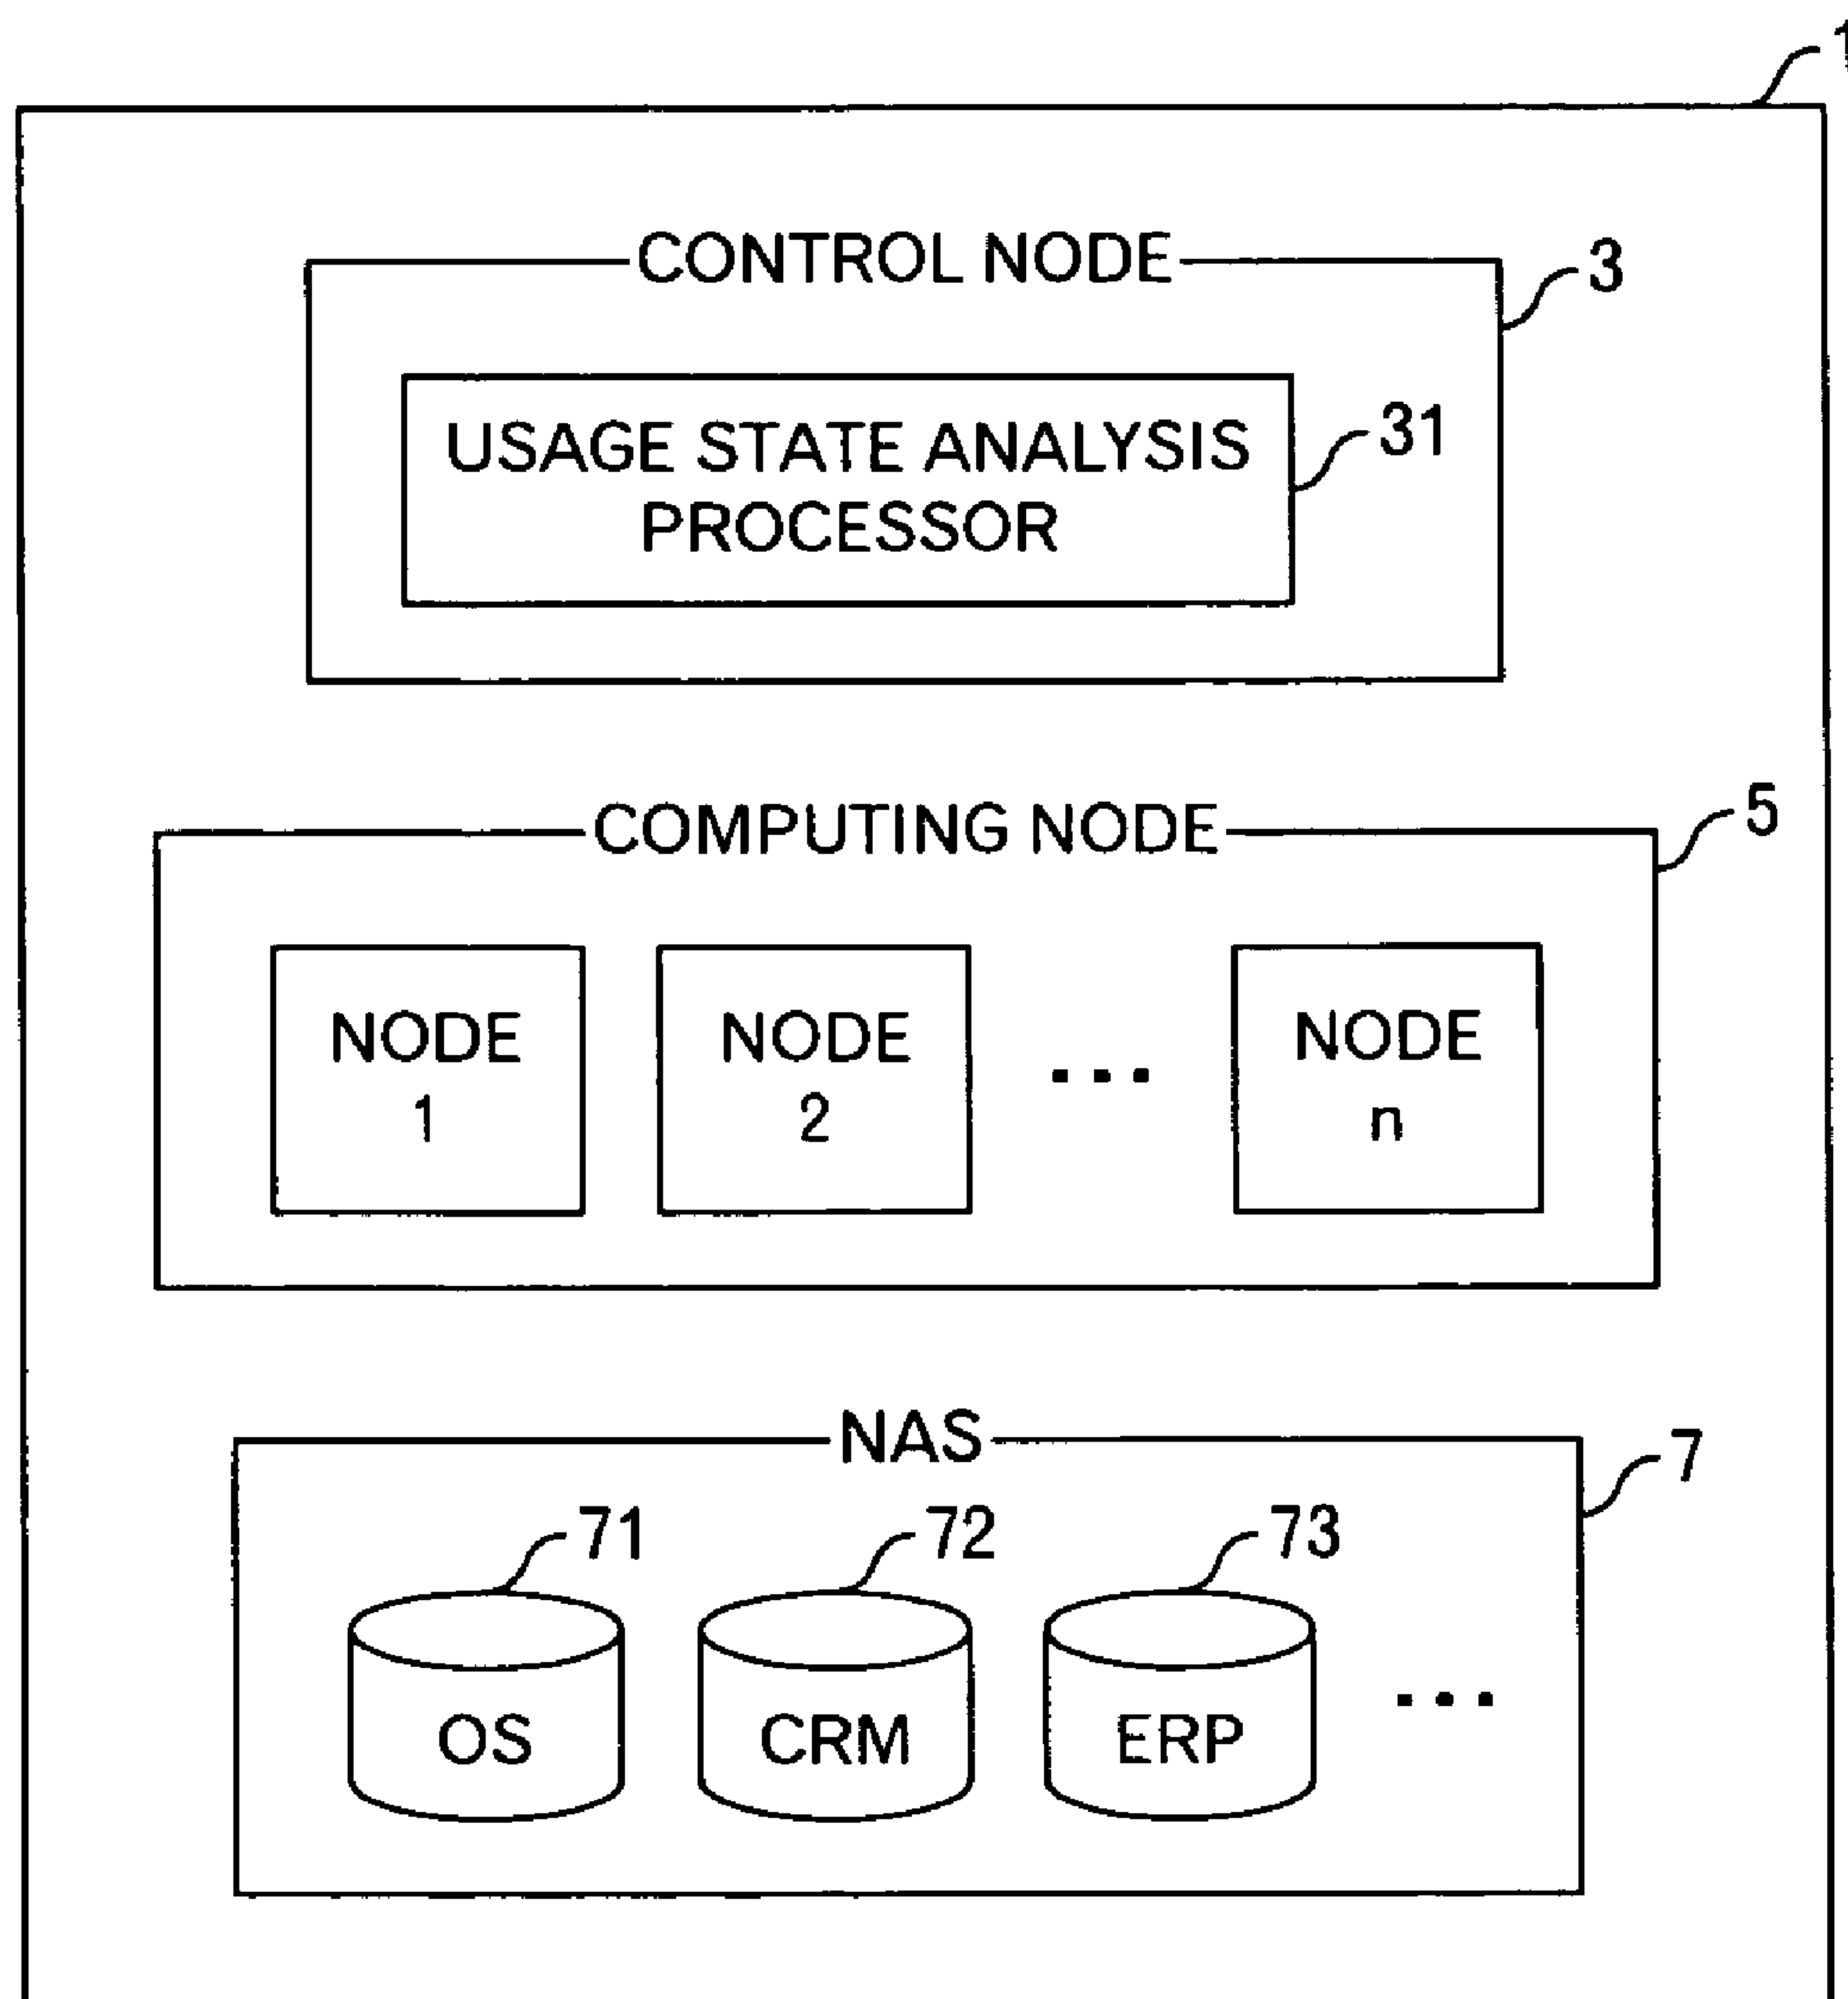 1
CONTROL NODE
3
USAGE STATE ANALYSIS
PROCESSOR
31
COMPUTING NODE
5
NODE
1
NODE
2
...
NODE
n
NAS
7
71
72
73
OS
CRM
ERP
...